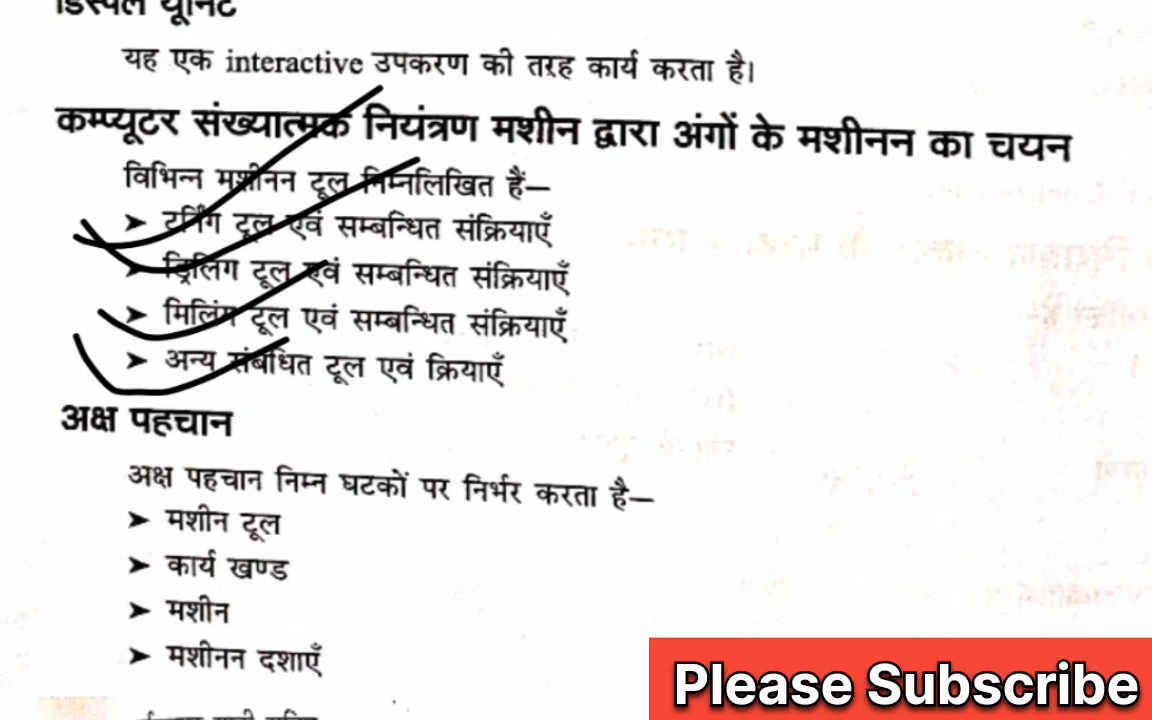 डिस्प्ले यूनिट
यह एक interactive उपकरण की तरह कार्य करता है।
कम्प्यूटर संख्यात्मक नियंत्रण मशीन द्वारा अंगों के मशीनन का चयन
विभिन्न मशीनन टूल निम्नलिखित हैं—
➤ टर्निंग टूल एवं सम्बन्धित संक्रियाएँ
➤ ड्रिलिंग टूल एवं सम्बन्धित संक्रियाएँ
➤ मिलिंग टूल एवं सम्बन्धित संक्रियाएँ
➤ अन्य संबंधित टूल एवं क्रियाएँ
अक्ष पहचान
अक्ष पहचान निम्न घटकों पर निर्भर करता है—
➤ मशीन टूल
➤ कार्य खण्ड
➤ मशीन
➤ मशीनन दशाएँ
Please Subscribe